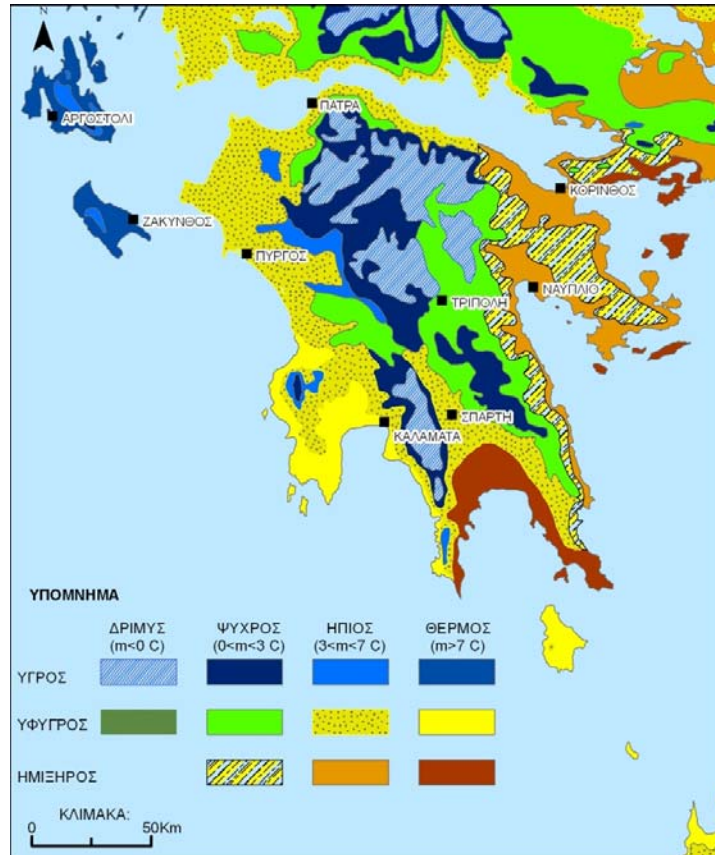 N
ΠΑΤΡΑ
ΑΡΓΟΣΤΟΛΙ
ΚΟΡΙΝΘΟΣ
ΖΑΚΥΝΘΟΣ
ΠΥΡΓΟΣ
ΝΑΥΠΛΙΟ
ΤΡΙΠΟΛΗ
ΣΠΑΡΤΗ
ΚΑΛΑΜΑΤΑ
ΥΠΟΜΝΗΜΑ
ΔΡΙΜΥΣ ΨΥΧΡΟΣ ΗΠΙΟΣ ΘΕΡΜΟΣ
(m<0 C) (0<m<3 C) (3<m<7 C) (m>7 C)
ΥΓΡΟΣ
ΥΦΥΓΡΟΣ
ΗΜΙΞΗΡΟΣ
ΚΛΙΜΑΚΑ:
0 50Km